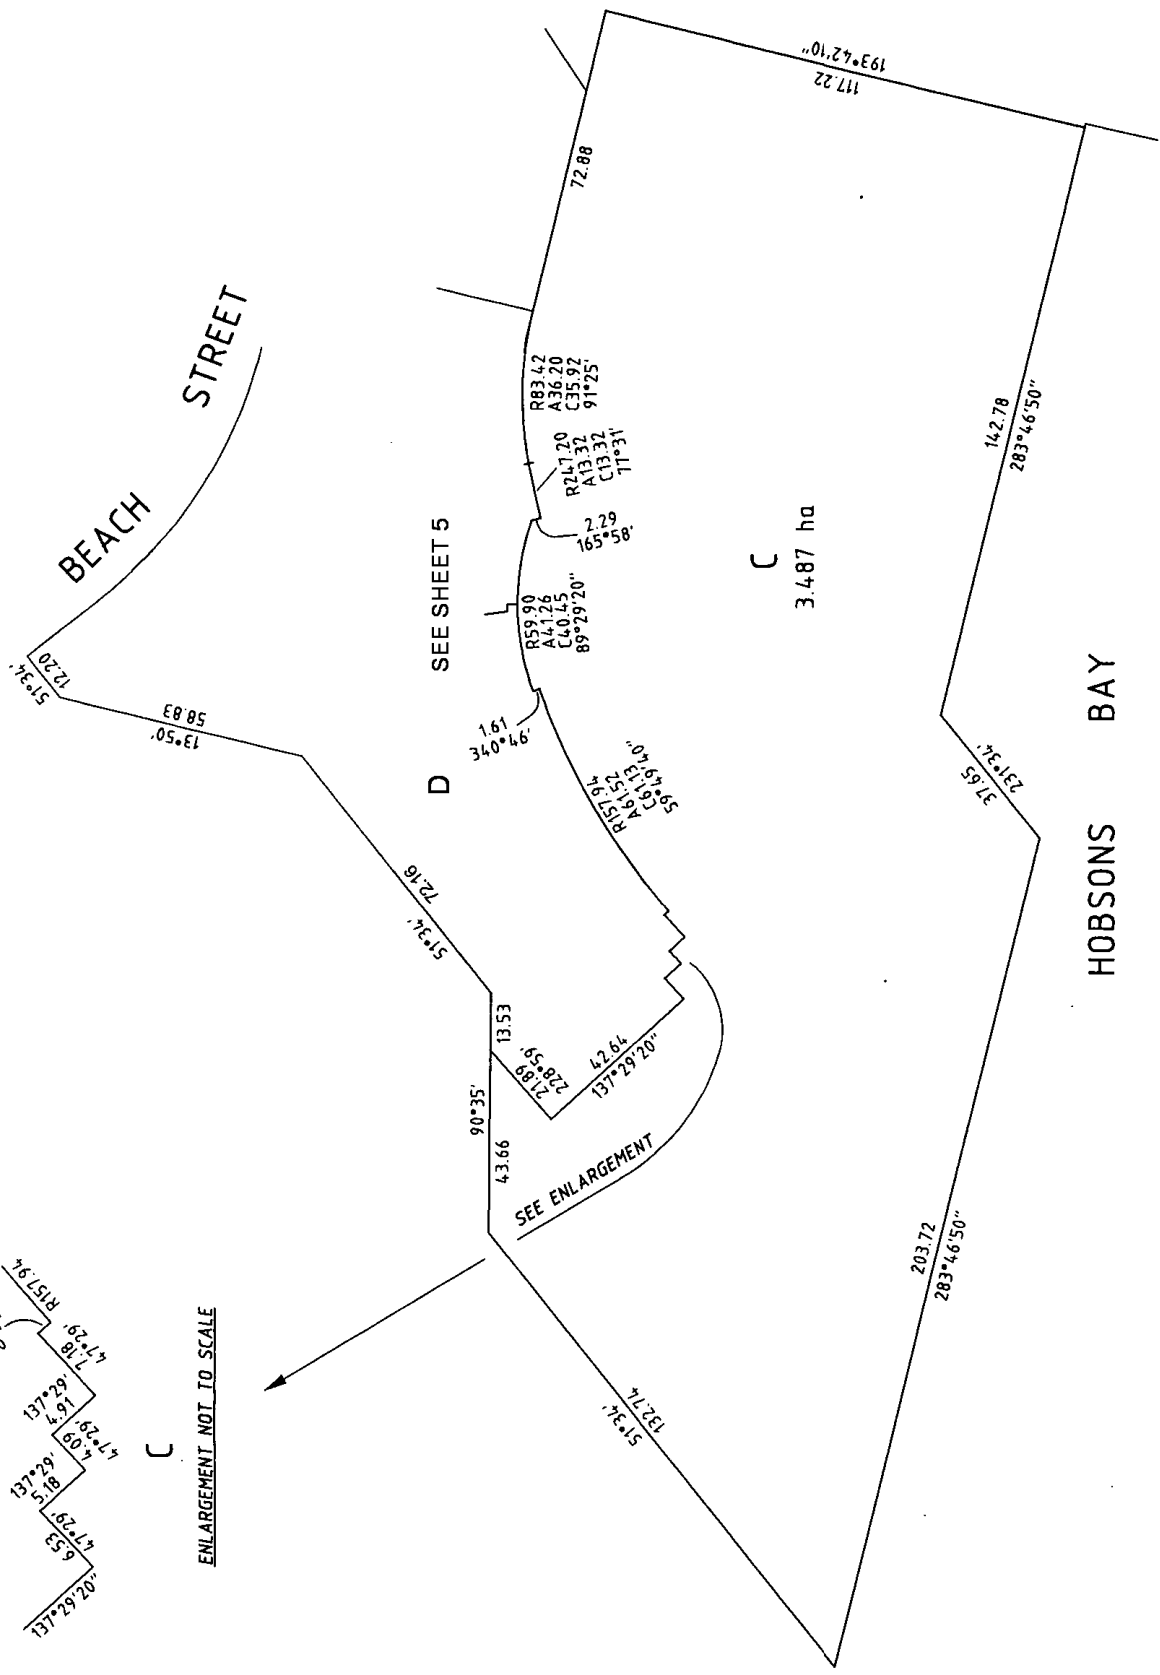 BEACH
STREET
51°34'
12.20
58.83
13°50'
SEE SHEET 5
D
72.16
51°34'
13.53
90°35'
43.66
21.89
228°59'
42.64
137°29'20"
SEE ENLARGEMENT
1.61
340°46'
R157.94
A61.52
C61.13
59°49'40"
R59.90
A41.26
C40.45
89°29'20"
2.29
165°58'
R247.20
A13.32
C13.32
77°31'
R83.42
A36.20
C35.92
91°25'
72.88
193°42'10"
117.22
142.78
283°46'50"
C
3.487 ha
37.65
231°34'
203.72
283°46'50"
51°34'
132.74
HOBSONS BAY
R157.94
7.18
47°29'
137°29'
4.91
4.09
47°29'
137°29'
5.18
6.53
47°29'
137°29'20"
C
ENLARGEMENT NOT TO SCALE